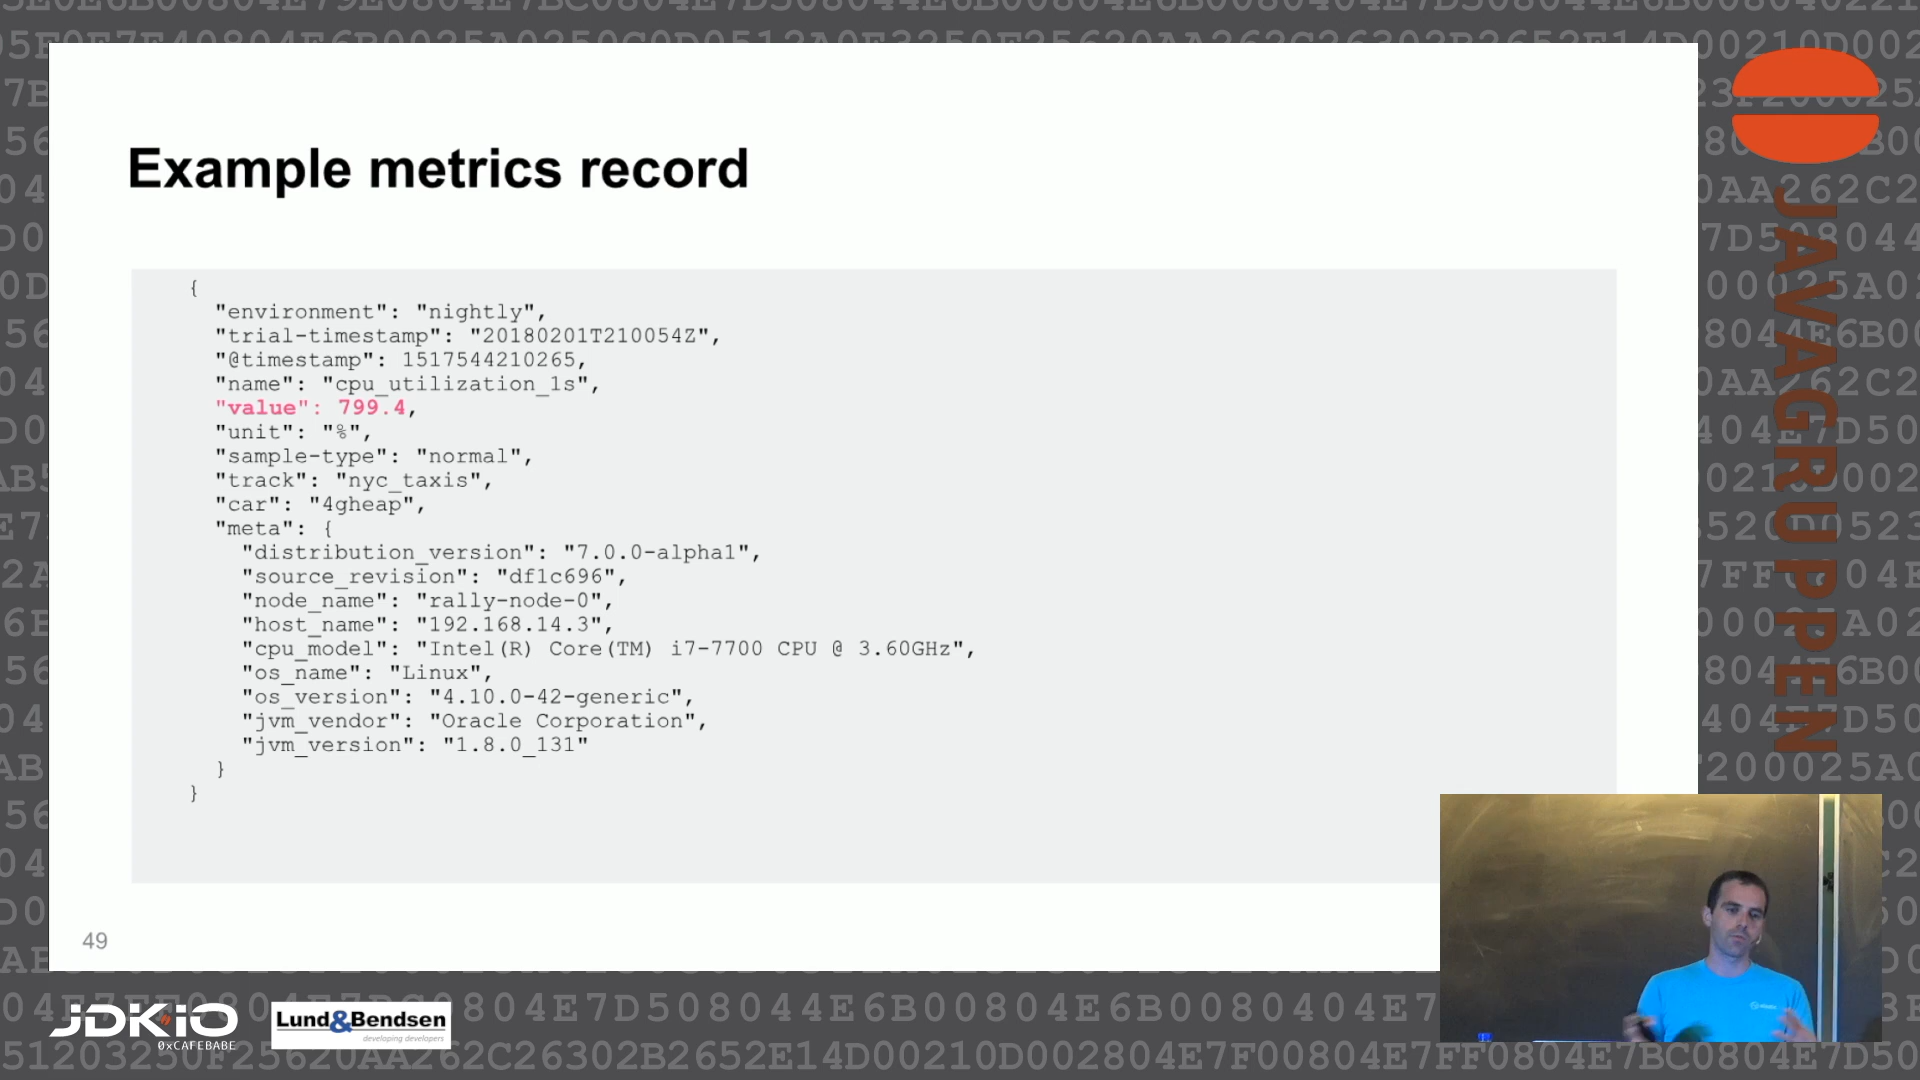 Example metrics record
{
"environment": "nightly",
"trial-timestamp": "20180201T210054Z",
"@timestamp": 1517544210265,
"name": "cpu_utilization_1s",
"value": 799.4,
"unit": "%",
"sample-type": "normal",
"track": "nyc_taxis",
"car": "4gheap",
"meta": {
"distribution_version": "7.0.0-alpha1",
"source_revision": "df1c696",
"node_name": "rally-node-0",
"host_name": "192.168.14.3",
"cpu_model": "Intel(R) Core(TM) i7-7700 CPU @ 3.60GHz",
"os_name": "Linux",
"os_version": "4.10.0-42-generic",
"jvm_vendor": "Oracle Corporation",
"jvm_version": "1.8.0_131"
}
}
49
JAVAGRUPPEN
JDKIO
0xCAFEBABE
Lund&Bendsen
developing developers